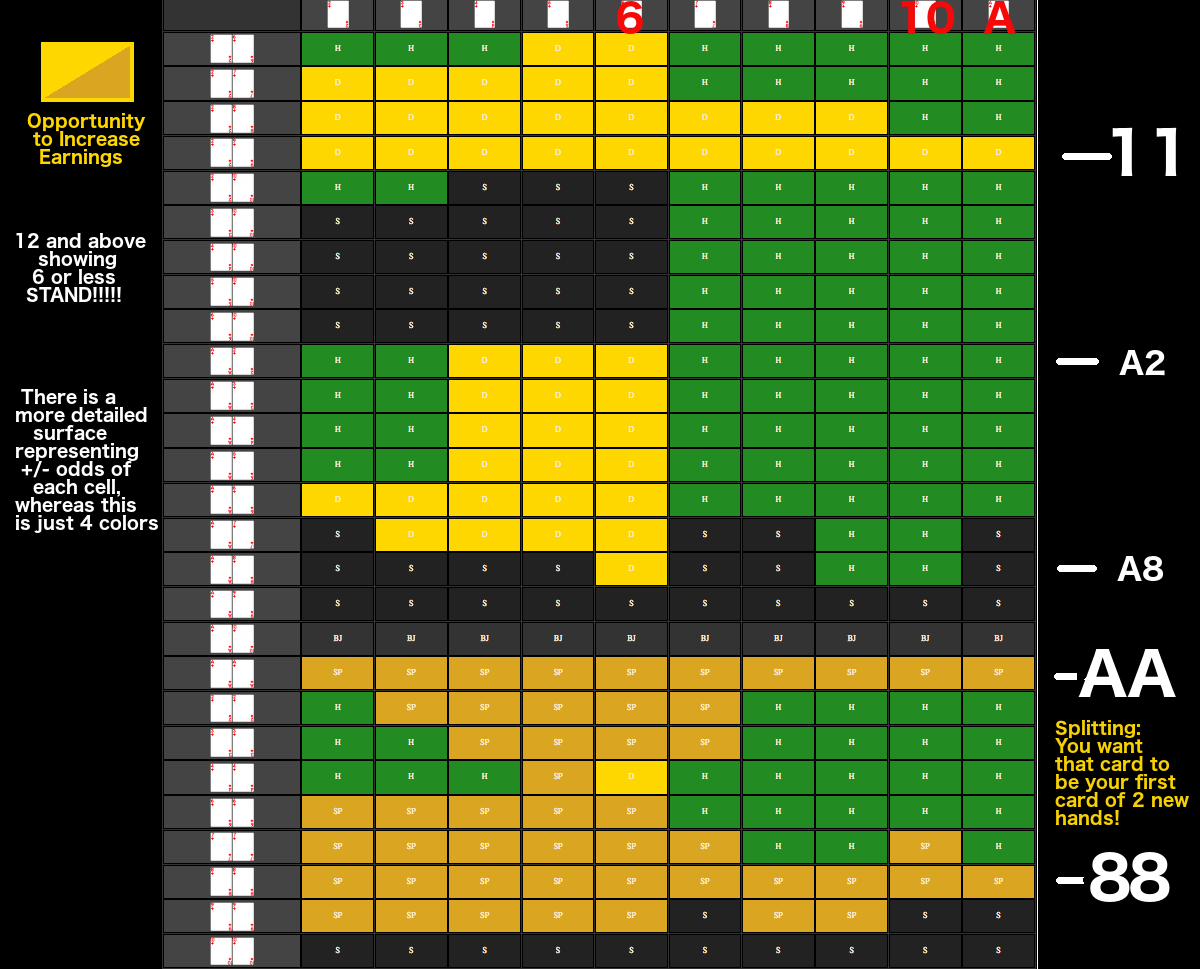 6 10 A
H H H D D H H H H H
D D D D D H H H H H
Opportunity
to Increase
Earnings
D D D D D D D D H H
D D D D D D D D D D
11
H H S S S H H H H H
S S S S S H H H H H
12 and above
showing
6 or less
STAND!!!!!
S S S S S H H H H H
S S S S S H H H H H
S S S S S H H H H H
H H D D D H H H H H
A2
There is a
more detailed
surface
representing
+/- odds of
each cell,
whereas this
is just 4 colors
H H D D D H H H H H
H H D D D H H H H H
H H D D D H H H H H
D D D D D H H H H H
S D D D D S S H H S
S S S S D S S H H S
A8
S S S S S S S S S S
BJ BJ BJ BJ BJ BJ BJ BJ BJ BJ
SP SP SP SP SP SP SP SP SP SP
AA
H SP SP SP SP SP H H H H
Splitting:
You want
that card to
be your first
card of 2 new
hands!
H H SP SP SP SP H H H H
H H H SP D H H H H H
SP SP SP SP SP H H H H H
SP SP SP SP SP SP H H SP H
SP SP SP SP SP SP SP SP SP SP
88
SP SP SP SP SP S SP SP S S
S S S S S S S S S S